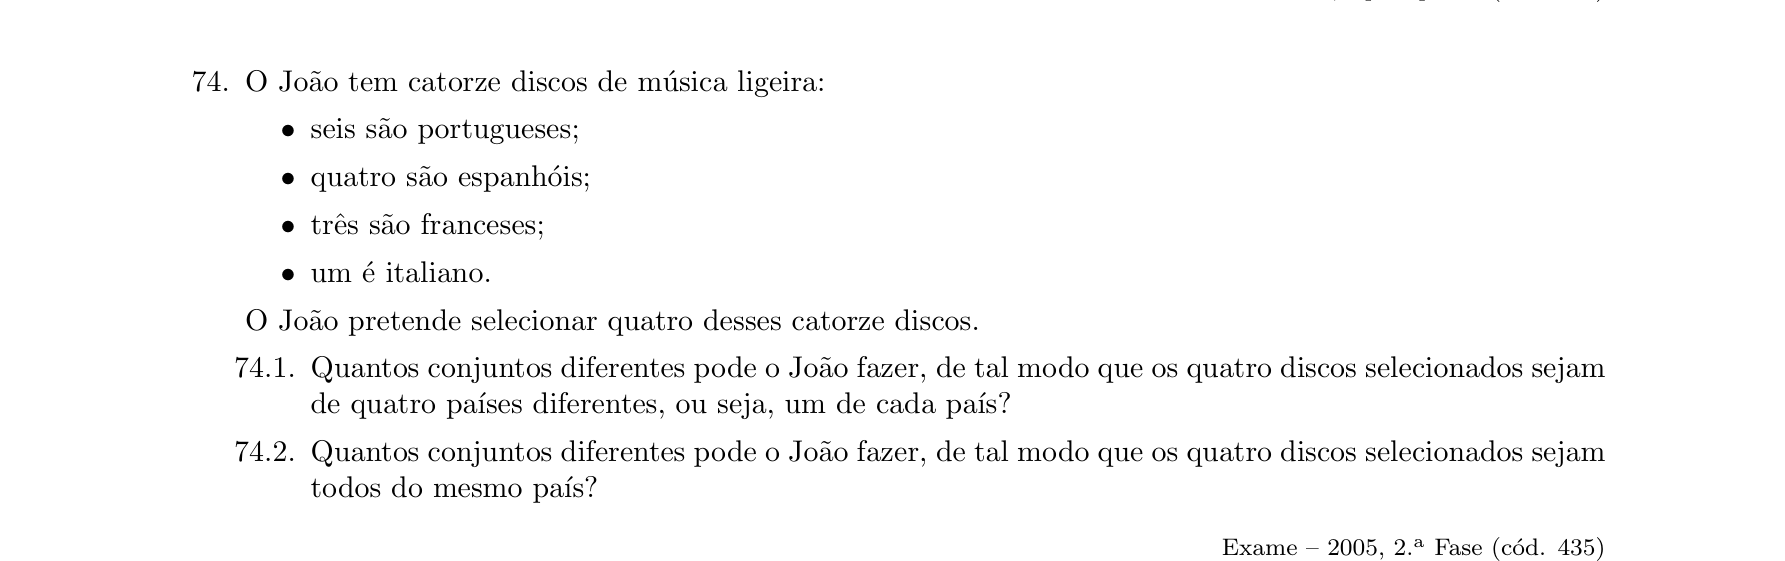 74. O João tem catorze discos de música ligeira:
• seis são portugueses;
• quatro são espanhóis;
• três são franceses;
• um é italiano.
O João pretende selecionar quatro desses catorze discos.
74.1. Quantos conjuntos diferentes pode o João fazer, de tal modo que os quatro discos selecionados sejam
de quatro países diferentes, ou seja, um de cada país?
74.2. Quantos conjuntos diferentes pode o João fazer, de tal modo que os quatro discos selecionados sejam
todos do mesmo país?
Exame – 2005, 2.ª Fase (cód. 435)